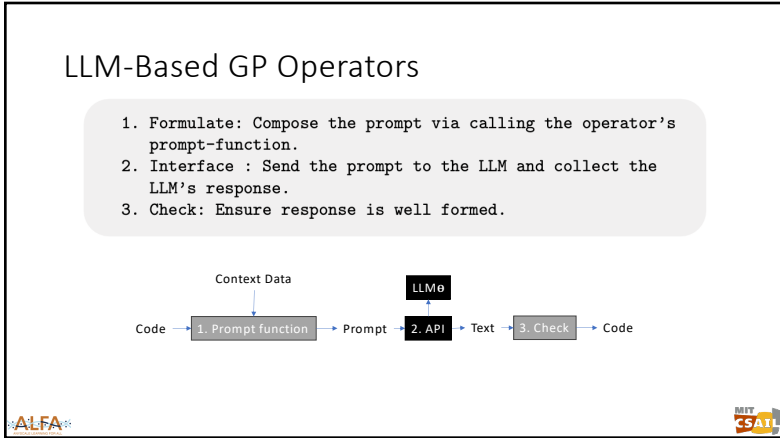 LLM-Based GP Operators
1. Formulate: Compose the prompt via calling the operator's
prompt-function.
2. Interface : Send the prompt to the LLM and collect the
LLM's response.
3. Check: Ensure response is well formed.
Context Data
LLMθ
Code
1. Prompt function
Prompt
2. API
Text
3. Check
Code
ALFA
MIT
CSAIL